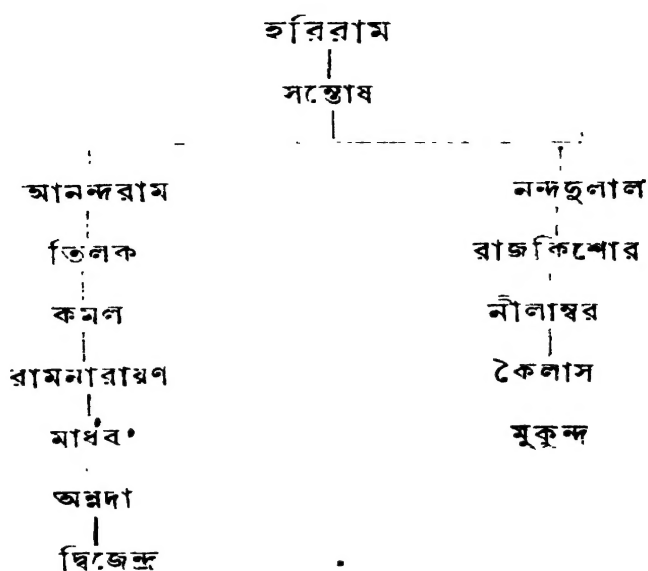 হরিরাম
সন্তোষ
আনন্দরাম নন্দদুলাল
তিলক রাজকিশোর
কমল নীলাম্বর
রামনারায়ণ কৈলাস
মাধব মুকুন্দ
অন্নদা
দ্বিজেন্দ্র